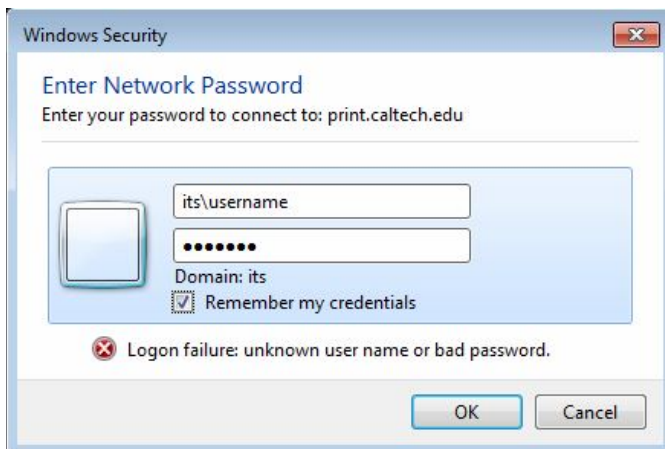 Windows Security
Enter Network Password
Enter your password to connect to: print.caltech.edu
its\username
●●●●●●●
Domain: its
Remember my credentials
Logon failure: unknown user name or bad password.
OK Cancel